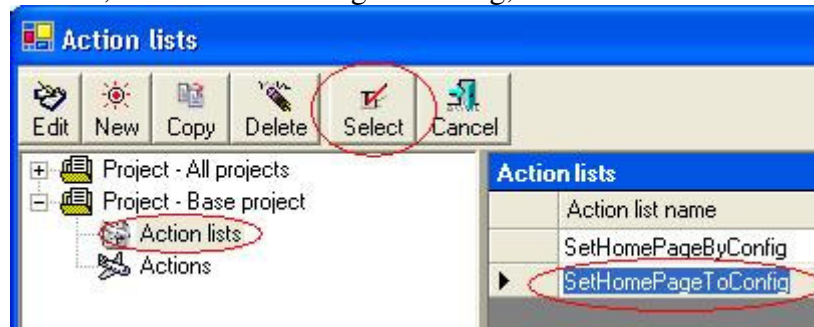 Action lists
Edit New Copy Delete Select Cancel
Project - All projects
Project - Base project
Action lists
Actions
Action lists
Action list name
SetHomePageByConfig
SetHomePageToConfig